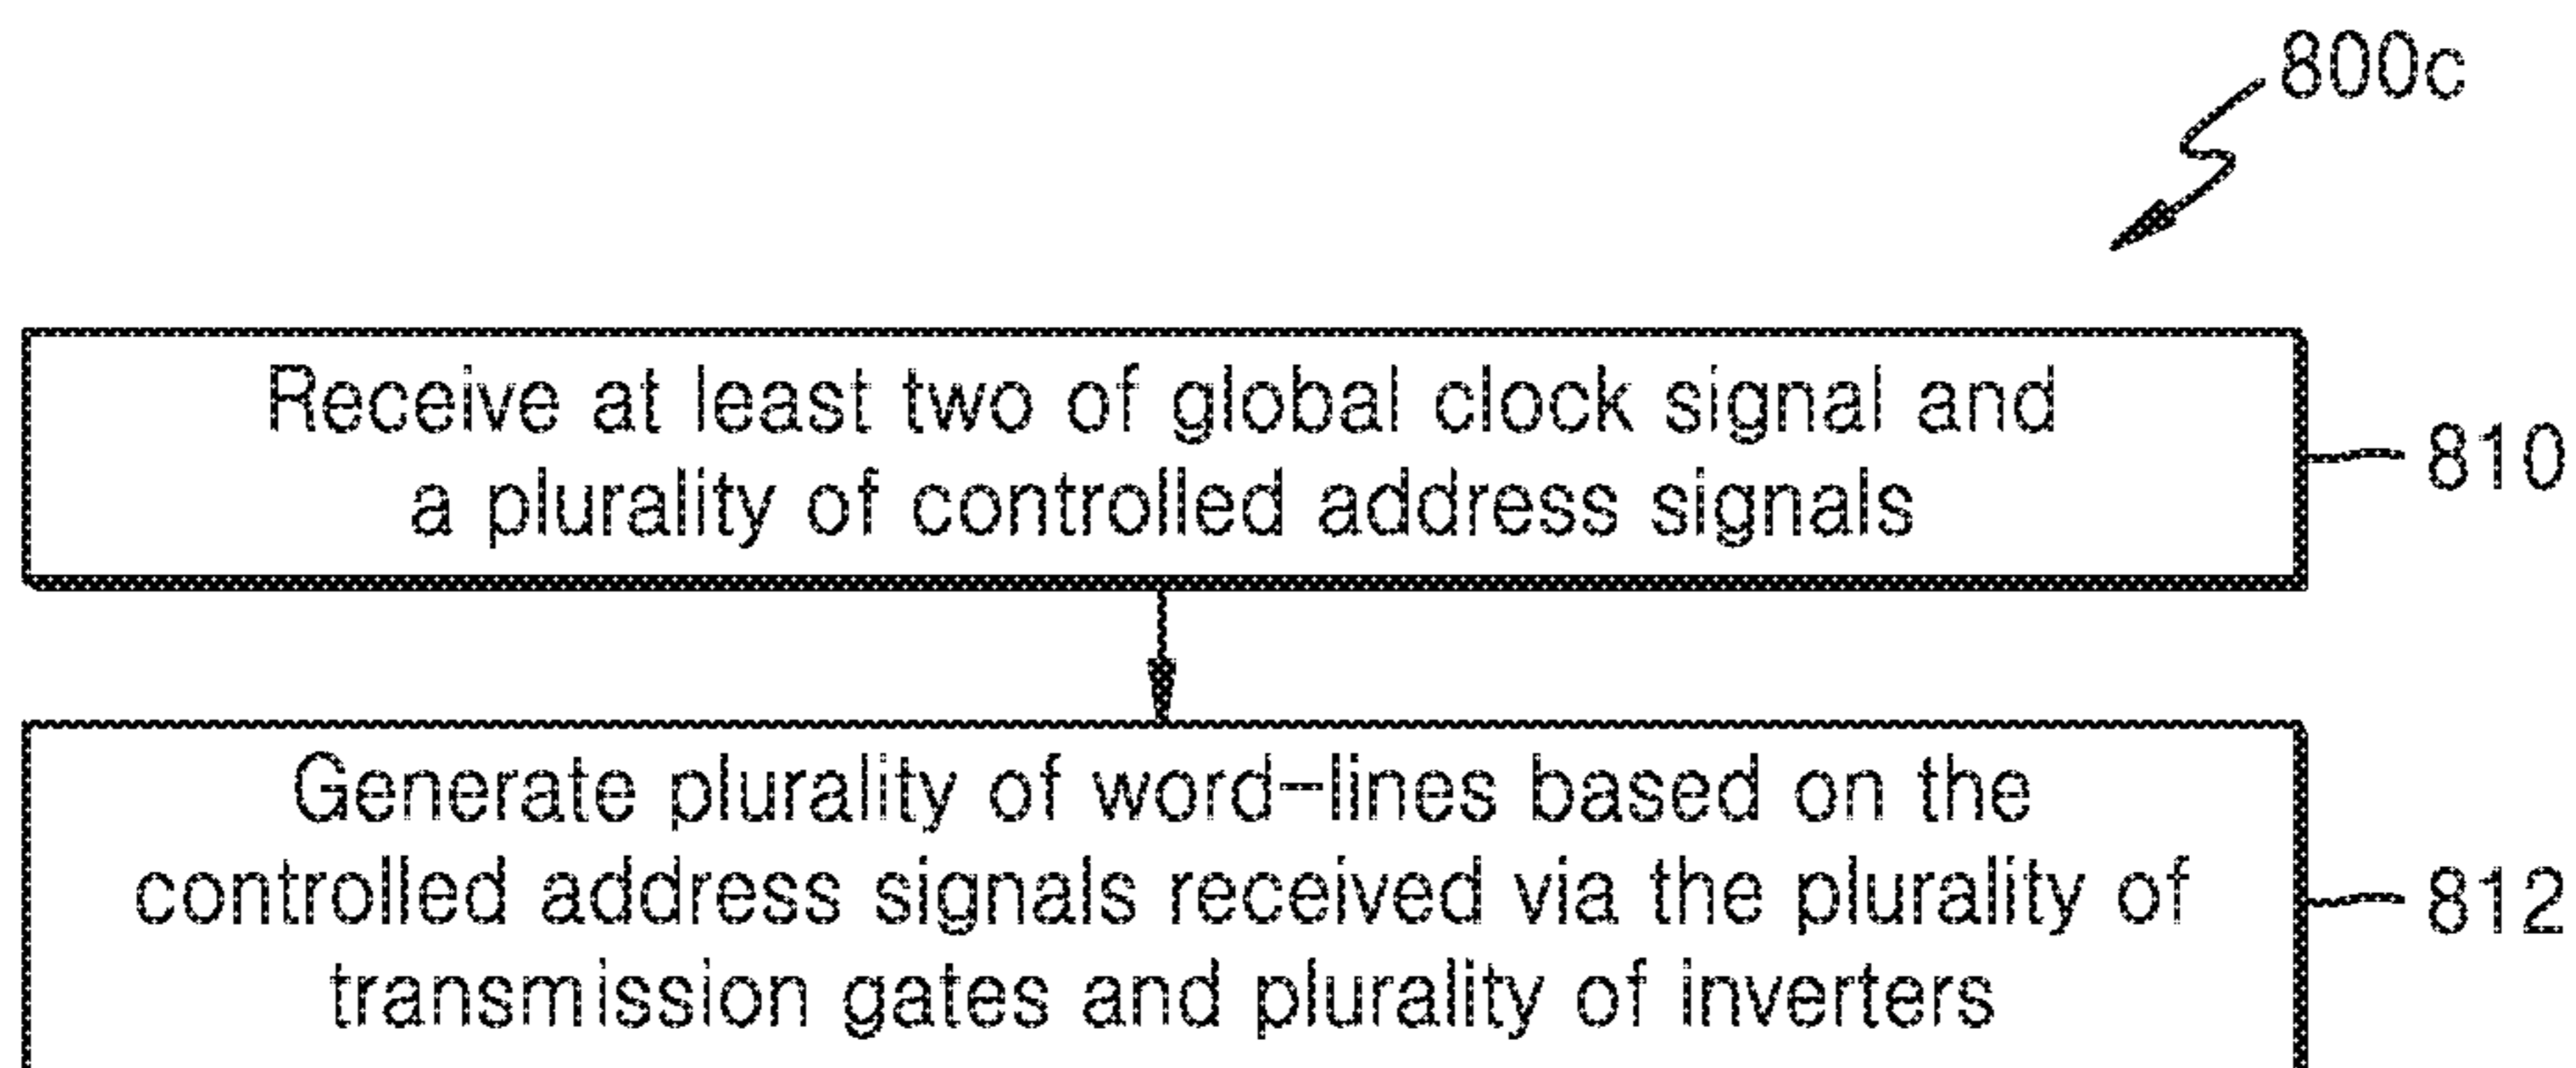 800c
Receive at least two of global clock signal and
a plurality of controlled address signals
810
Generate plurality of word-lines based on the
controlled address signals received via the plurality of
812
transmission gates and plurality of inverters